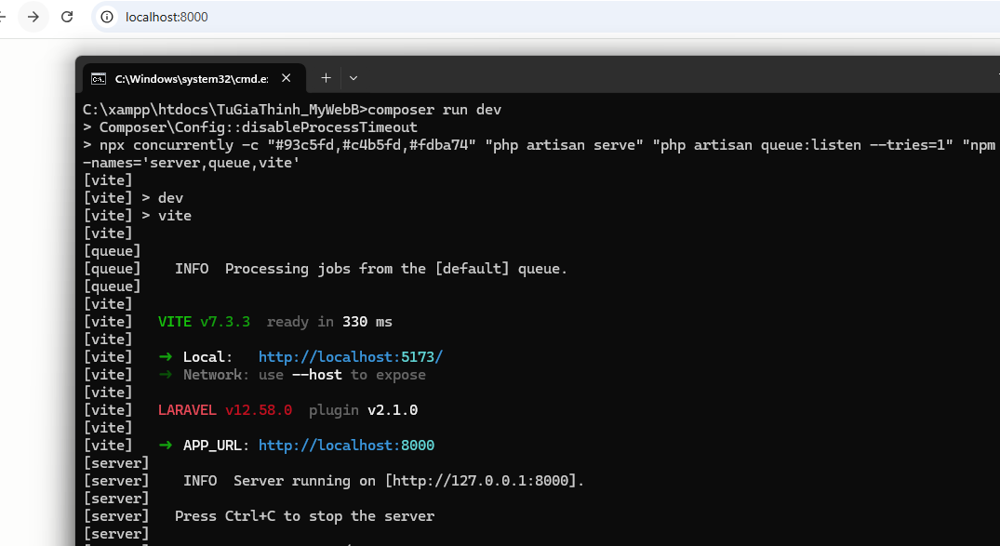 localhost:8000
C:\Windows\system32\cmd.e:
C:\xampp\htdocs\TuGiaThinh_MyWebB>composer run dev
> Composer\Config::disableProcessTimeout
> npx concurrently -c "#93c5fd,#c4b5fd,#fdba74" "php artisan serve" "php artisan queue:listen --tries=1" "npm
-names='server,queue,vite'
[vite]
[vite] > dev
[vite] > vite
[vite]
[queue]
[queue] INFO Processing jobs from the [default] queue.
[queue]
[vite]
[vite] VITE v7.3.3 ready in 330 ms
[vite]
[vite] ➜ Local: http://localhost:5173/
[vite] ➜ Network: use --host to expose
[vite]
[vite] LARAVEL v12.58.0 plugin v2.1.0
[vite]
[vite] ➜ APP_URL: http://localhost:8000
[server]
[server] INFO Server running on [http://127.0.0.1:8000].
[server]
[server] Press Ctrl+C to stop the server
[server]